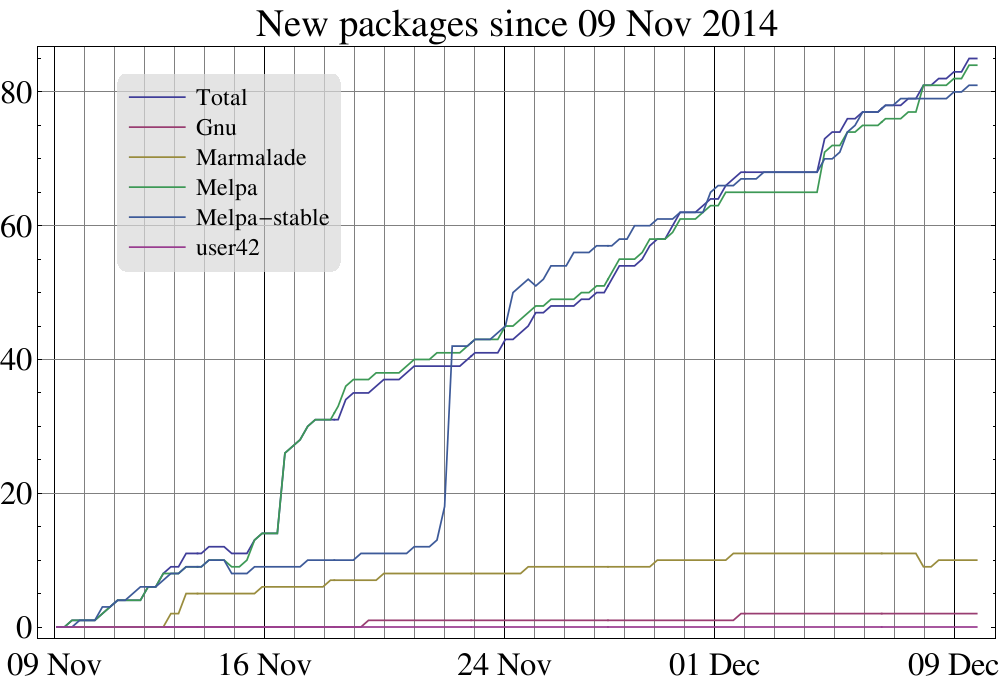 New packages since 09 Nov 2014
Total
Gnu
Marmalade
Melpa
Melpa-stable
user42
80
60
40
20
0
09 Nov 16 Nov 24 Nov 01 Dec 09 Dec